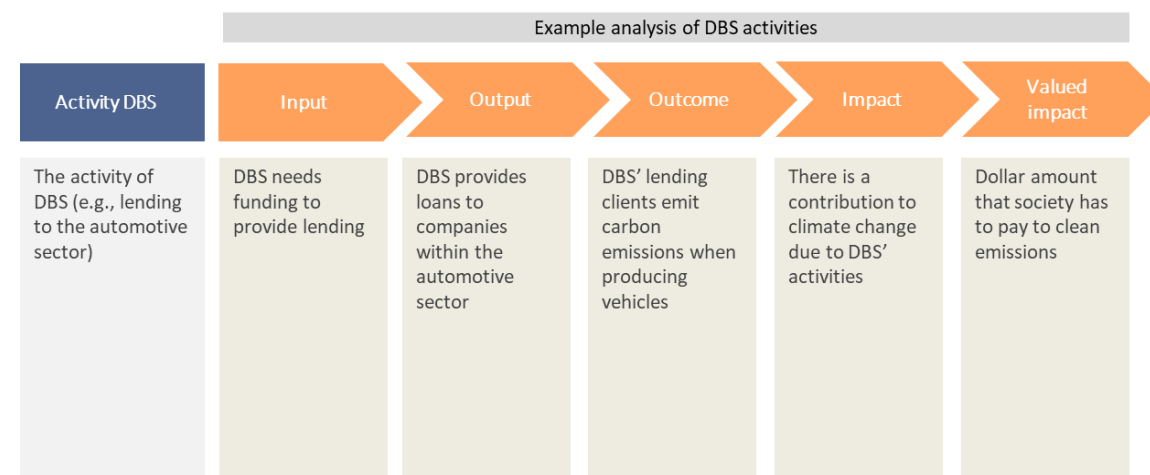 Example analysis of DBS activities
Activity DBS
Input
Output
Outcome
Impact
Valued
impact
The activity of
DBS (e.g., lending
to the automotive
sector)
DBS needs
funding to
provide lending
DBS provides
loans to
companies
within the
automotive
sector
DBS’ lending
clients emit
carbon
emissions when
producing
vehicles
There is a
contribution to
climate change
due to DBS’
activities
Dollar amount
that society has
to pay to clean
emissions